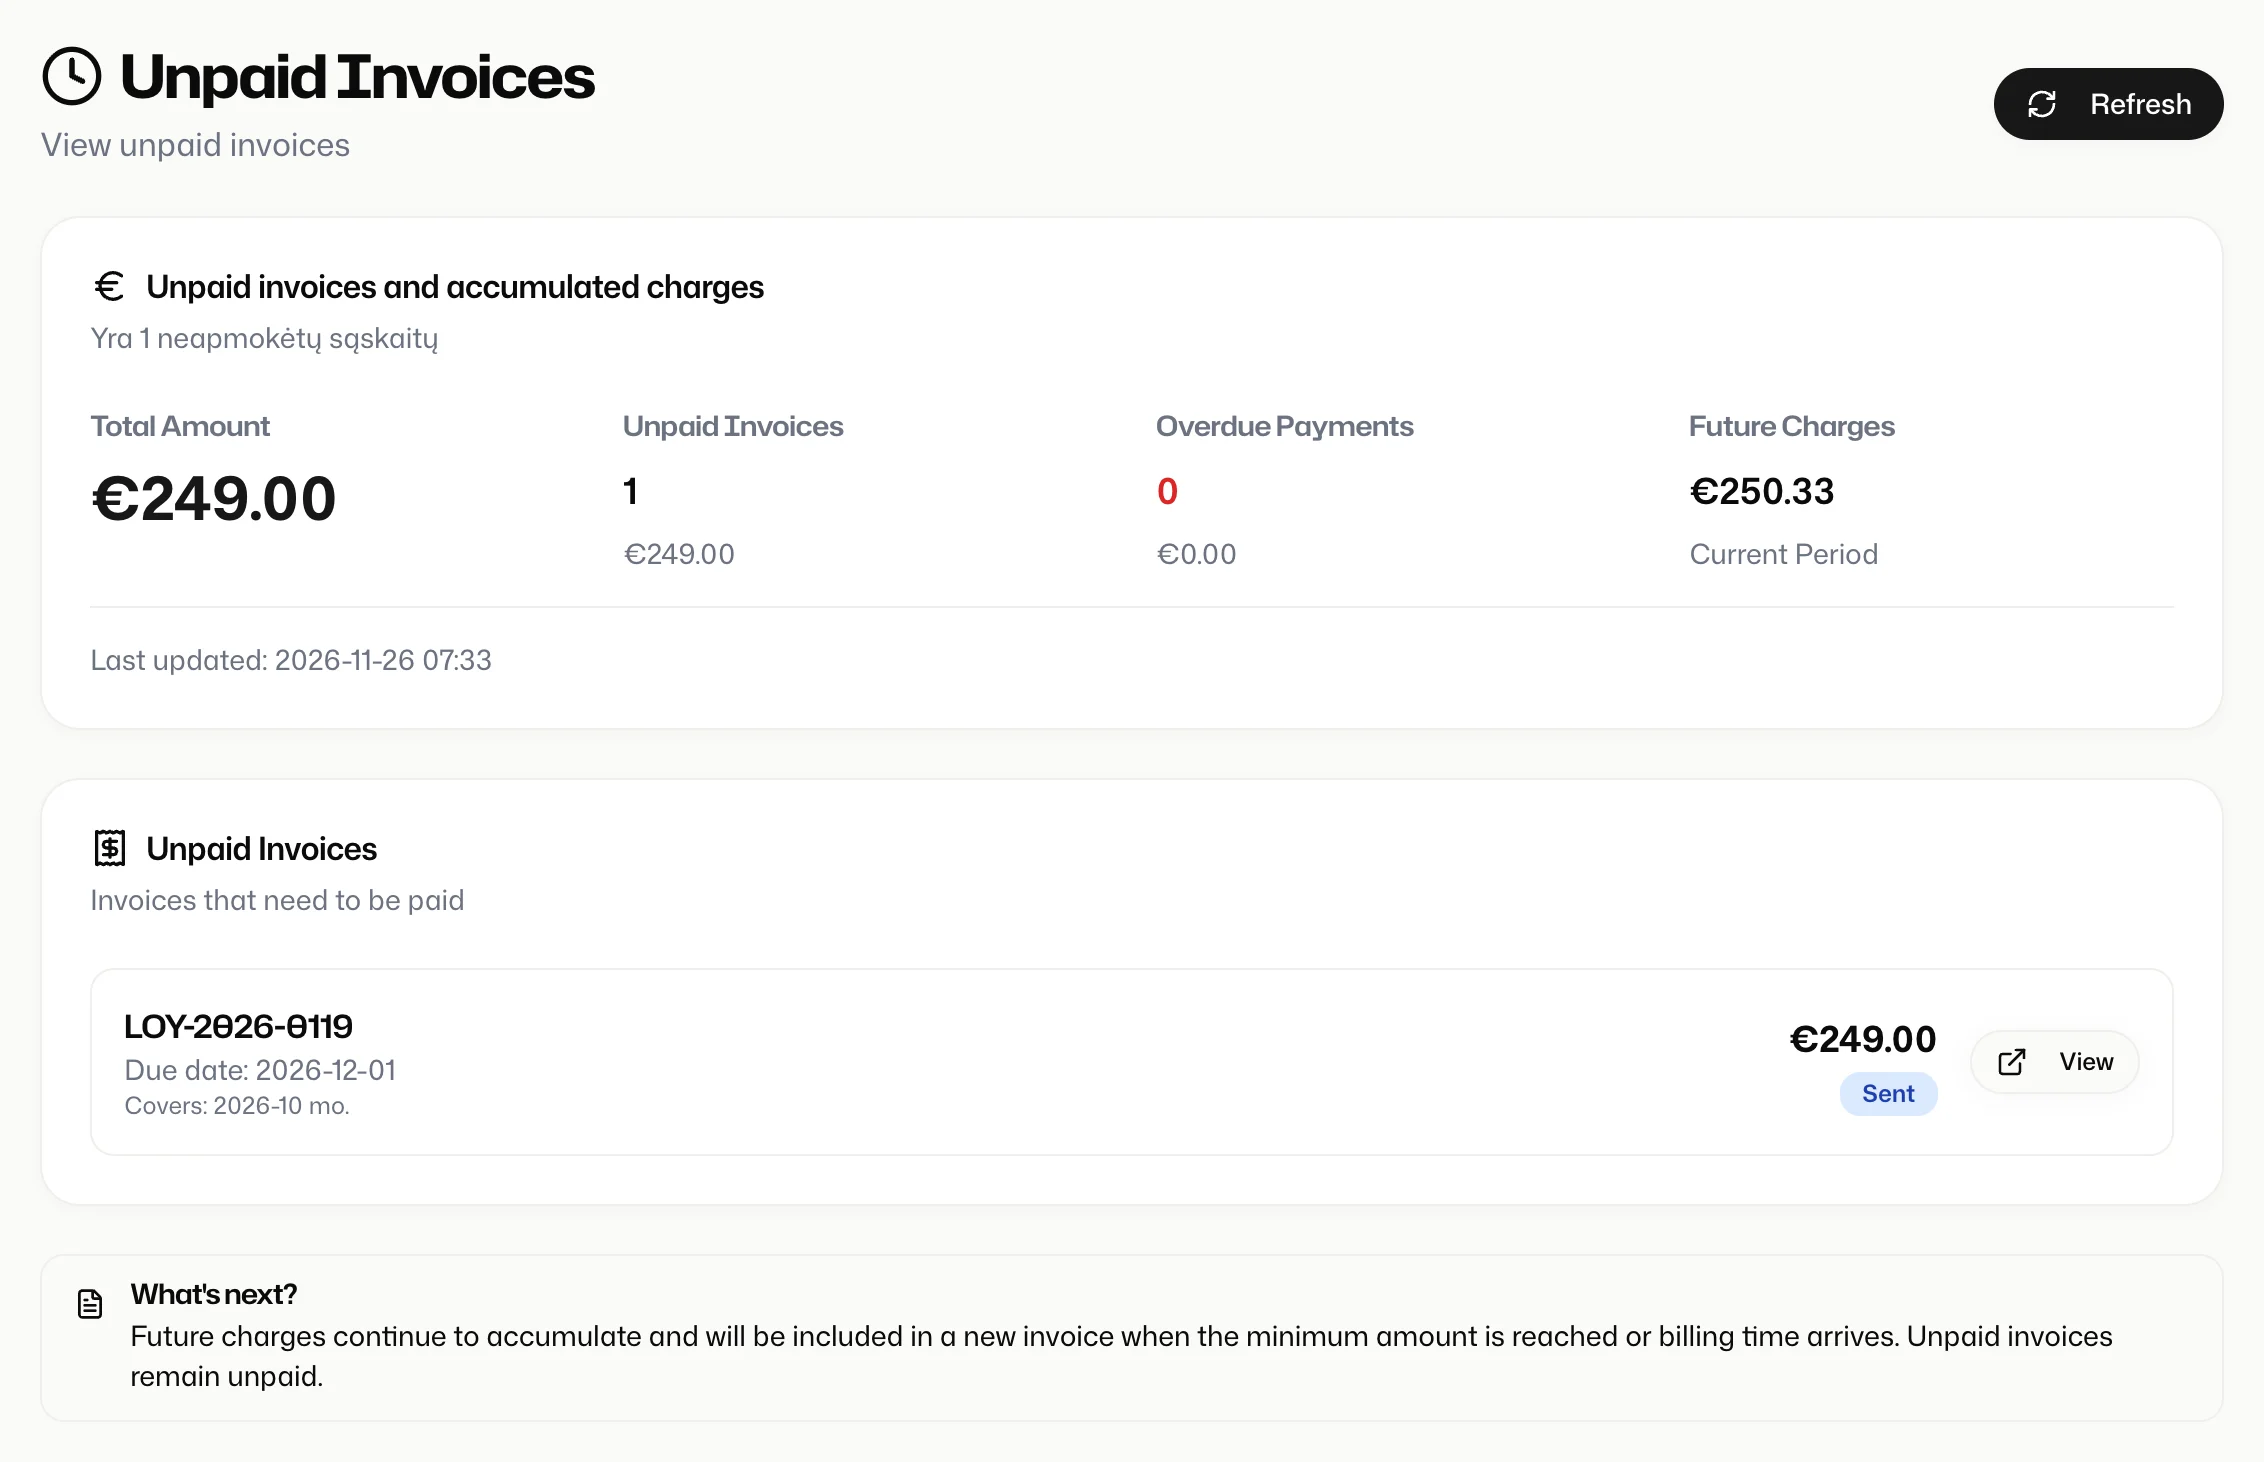 Unpaid Invoices
View unpaid invoices
Refresh
Unpaid invoices and accumulated charges
Yra 1 neapmokėtų sąskaitų
Total Amount
€249.00
Unpaid Invoices
1
€249.00
Overdue Payments
0
€0.00
Future Charges
€250.33
Current Period
Last updated: 2026-11-26 07:33
Unpaid Invoices
Invoices that need to be paid
LOY-2026-0119
Due date: 2026-12-01
Covers: 2026-10 mo.
€249.00
Sent
View
What's next?
Future charges continue to accumulate and will be included in a new invoice when the minimum amount is reached or billing time arrives. Unpaid invoices
remain unpaid.